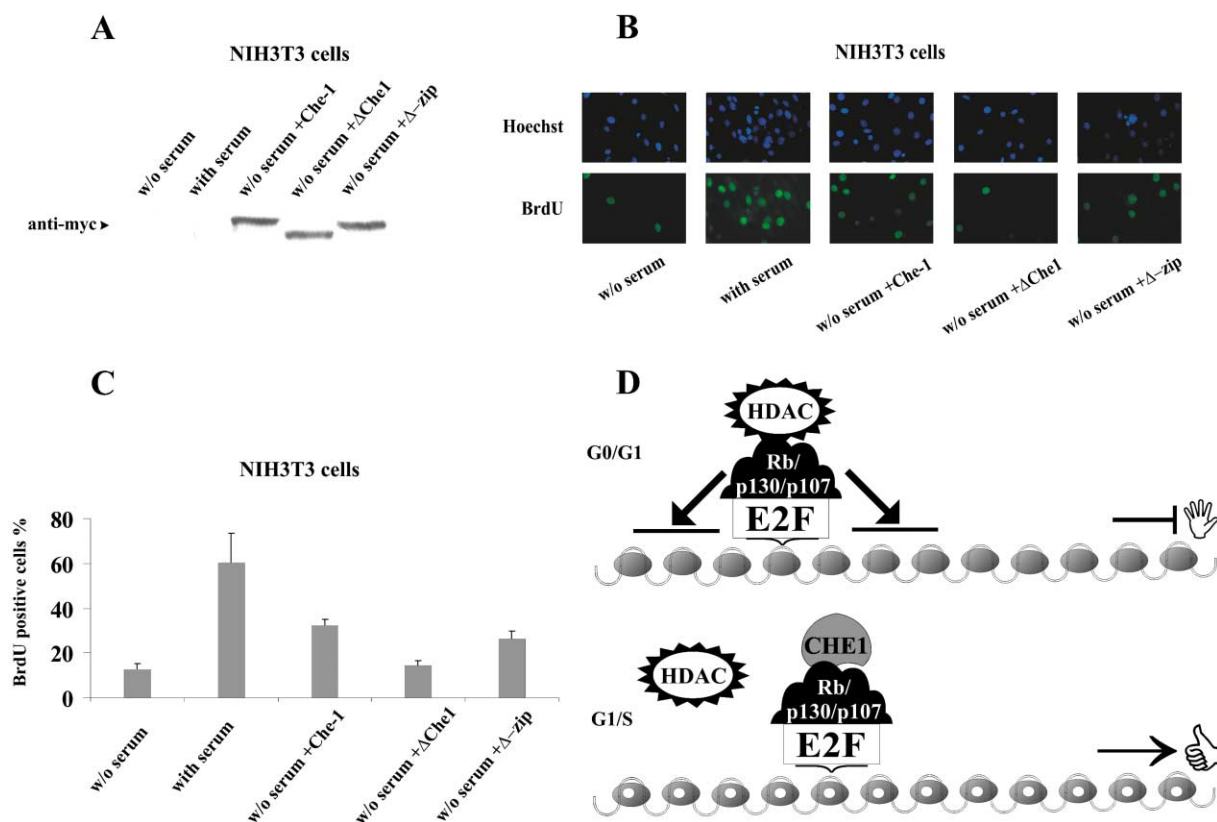 A
NIH3T3 cells
w/o serum
with serum
w/o serum +Che-1
w/o serum +ΔChe1
w/o serum +Δ–zip
anti-myc
B
NIH3T3 cells
Hoechst
BrdU
w/o serum
with serum
w/o serum +Che-1
w/o serum +ΔChe1
w/o serum +Δ–zip
C
NIH3T3 cells
BrdU positive cells %
80
60
40
20
0
w/o serum
with serum
w/o serum +Che-1
w/o serum +ΔChe1
w/o serum +Δ–zip
D
G0/G1
HDAC
Rb/
p130/p107
E2F
G1/S
HDAC
CHE1
Rb/
p130/p107
E2F